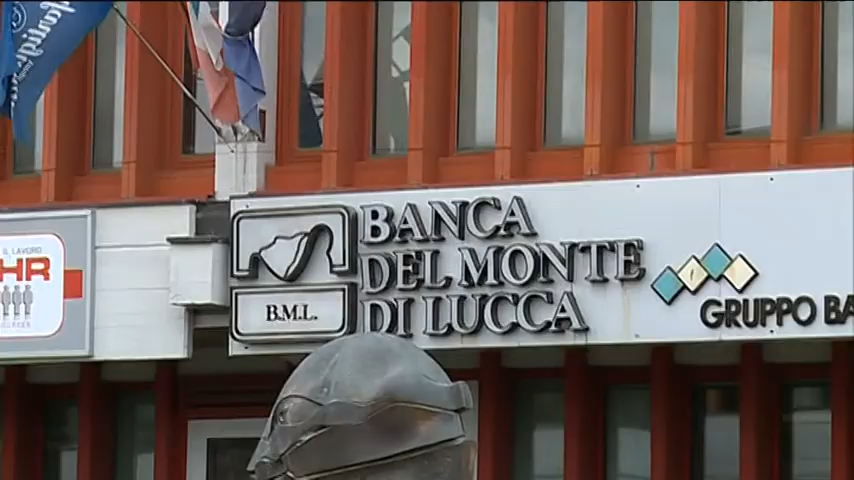 IL LAVORO
HR
BANCA
DEL MONTE
DI LUCCA
B.M.L.
GRUPPO BA